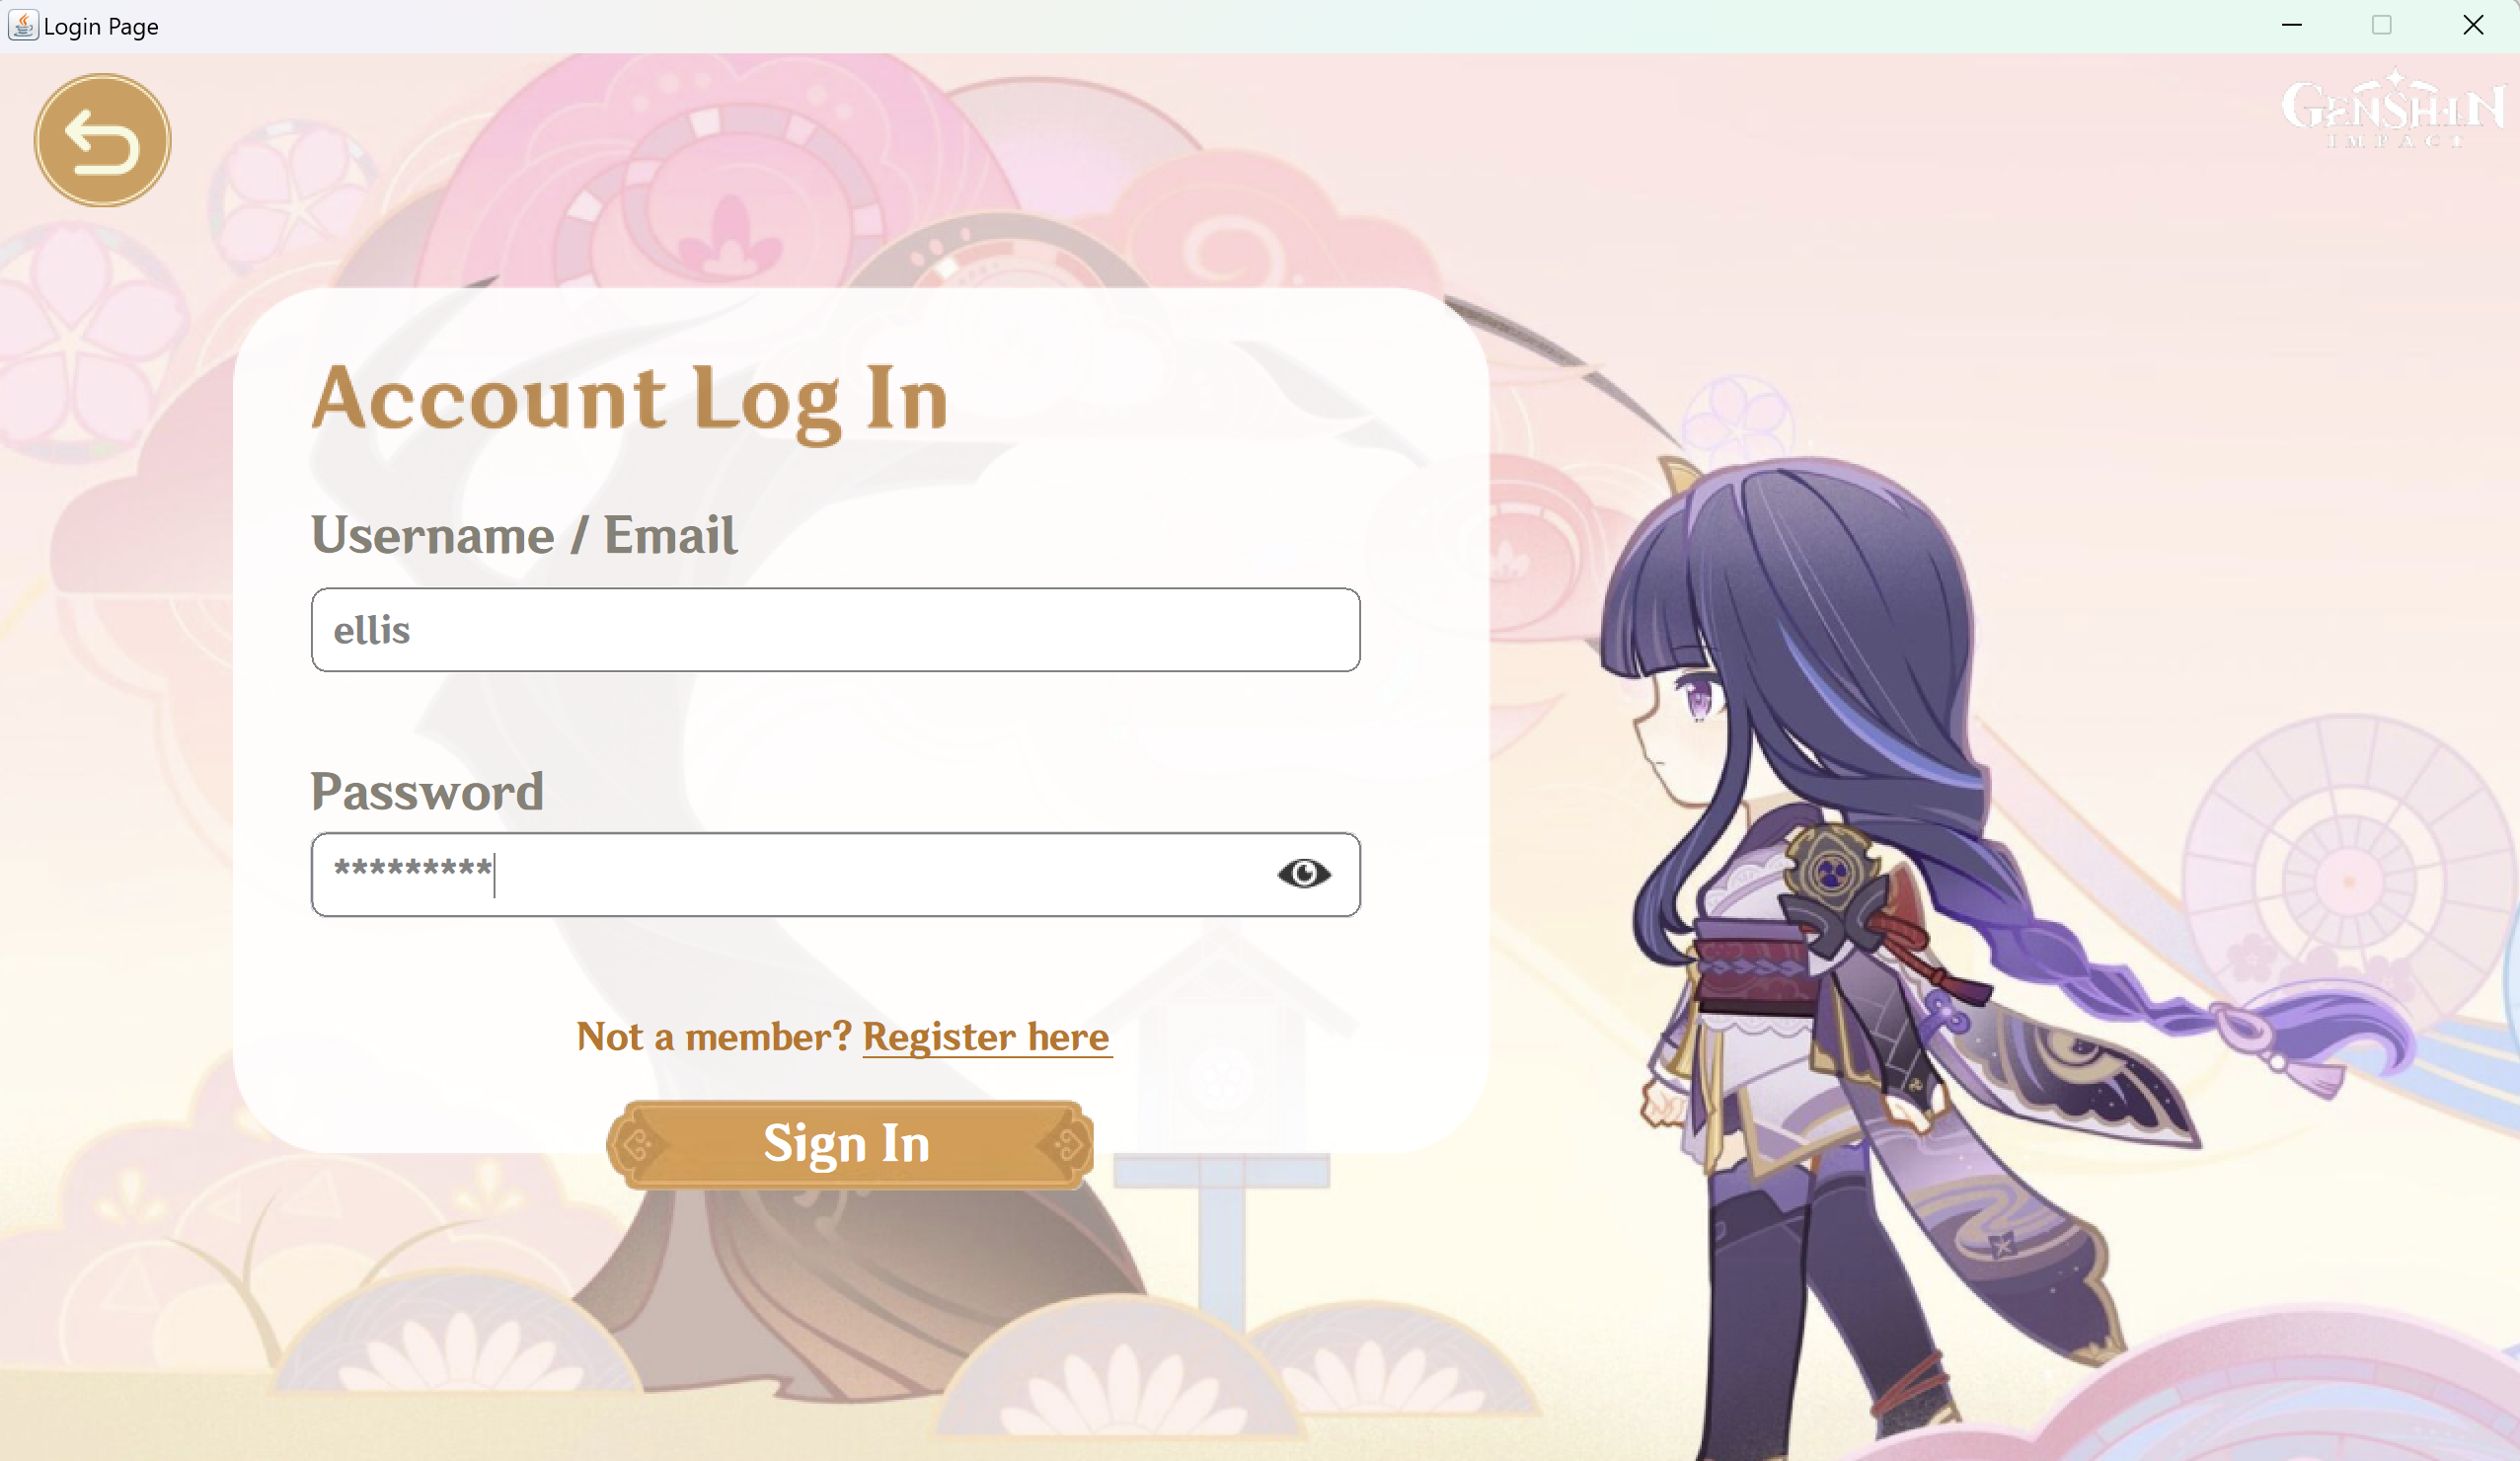 Login Page
GENSHIN
IMPACT
Account Log In
Username / Email
ellis
Password
*********
Not a member? Register here
Sign In